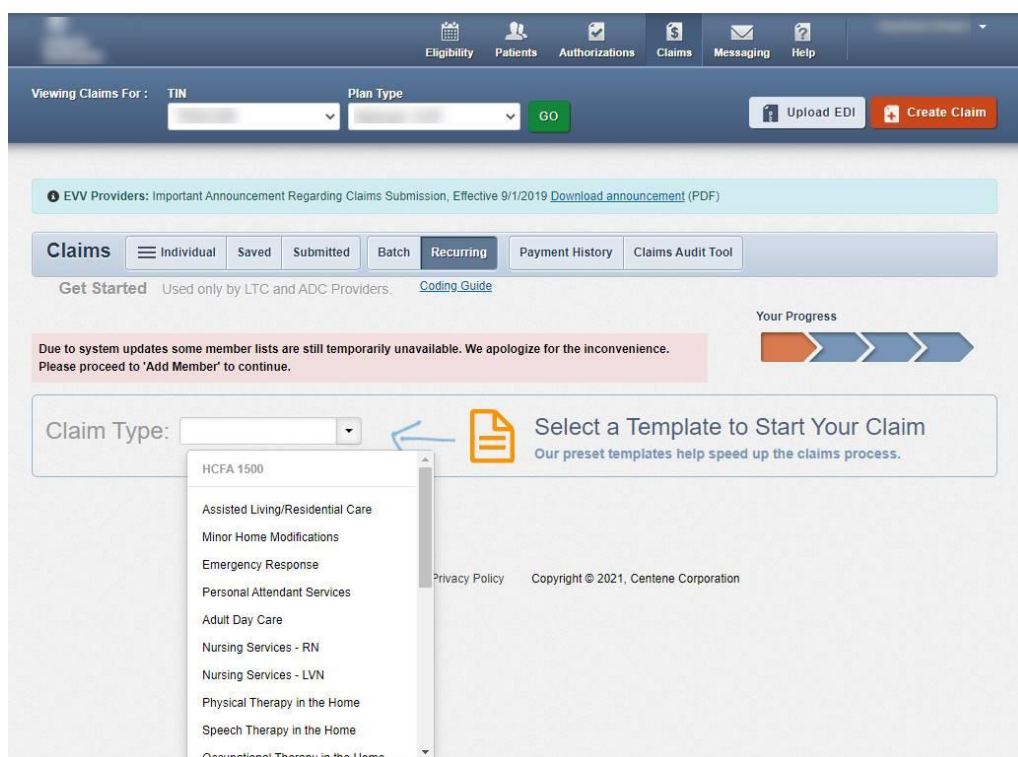 Eligibility Patients Authorizations Claims Messaging Help
Viewing Claims For : TIN Plan Type
GO Upload EDI Create Claim
EVV Providers: Important Announcement Regarding Claims Submission, Effective 9/1/2019 Download announcement (PDF)
Claims Individual Saved Submitted Batch Recurring Payment History Claims Audit Tool
Get Started Used only by LTC and ADC Providers. Coding Guide
Your Progress
Due to system updates some member lists are still temporarily unavailable. We apologize for the inconvenience.
Please proceed to 'Add Member' to continue.
Claim Type: Select a Template to Start Your Claim
Our preset templates help speed up the claims process.
HCFA 1500
Assisted Living/Residential Care
Minor Home Modifications
Emergency Response
Privacy Policy Copyright © 2021, Centene Corporation
Personal Attendant Services
Adult Day Care
Nursing Services - RN
Nursing Services - LVN
Physical Therapy in the Home
Speech Therapy in the Home
Occupational Therapy in the Home